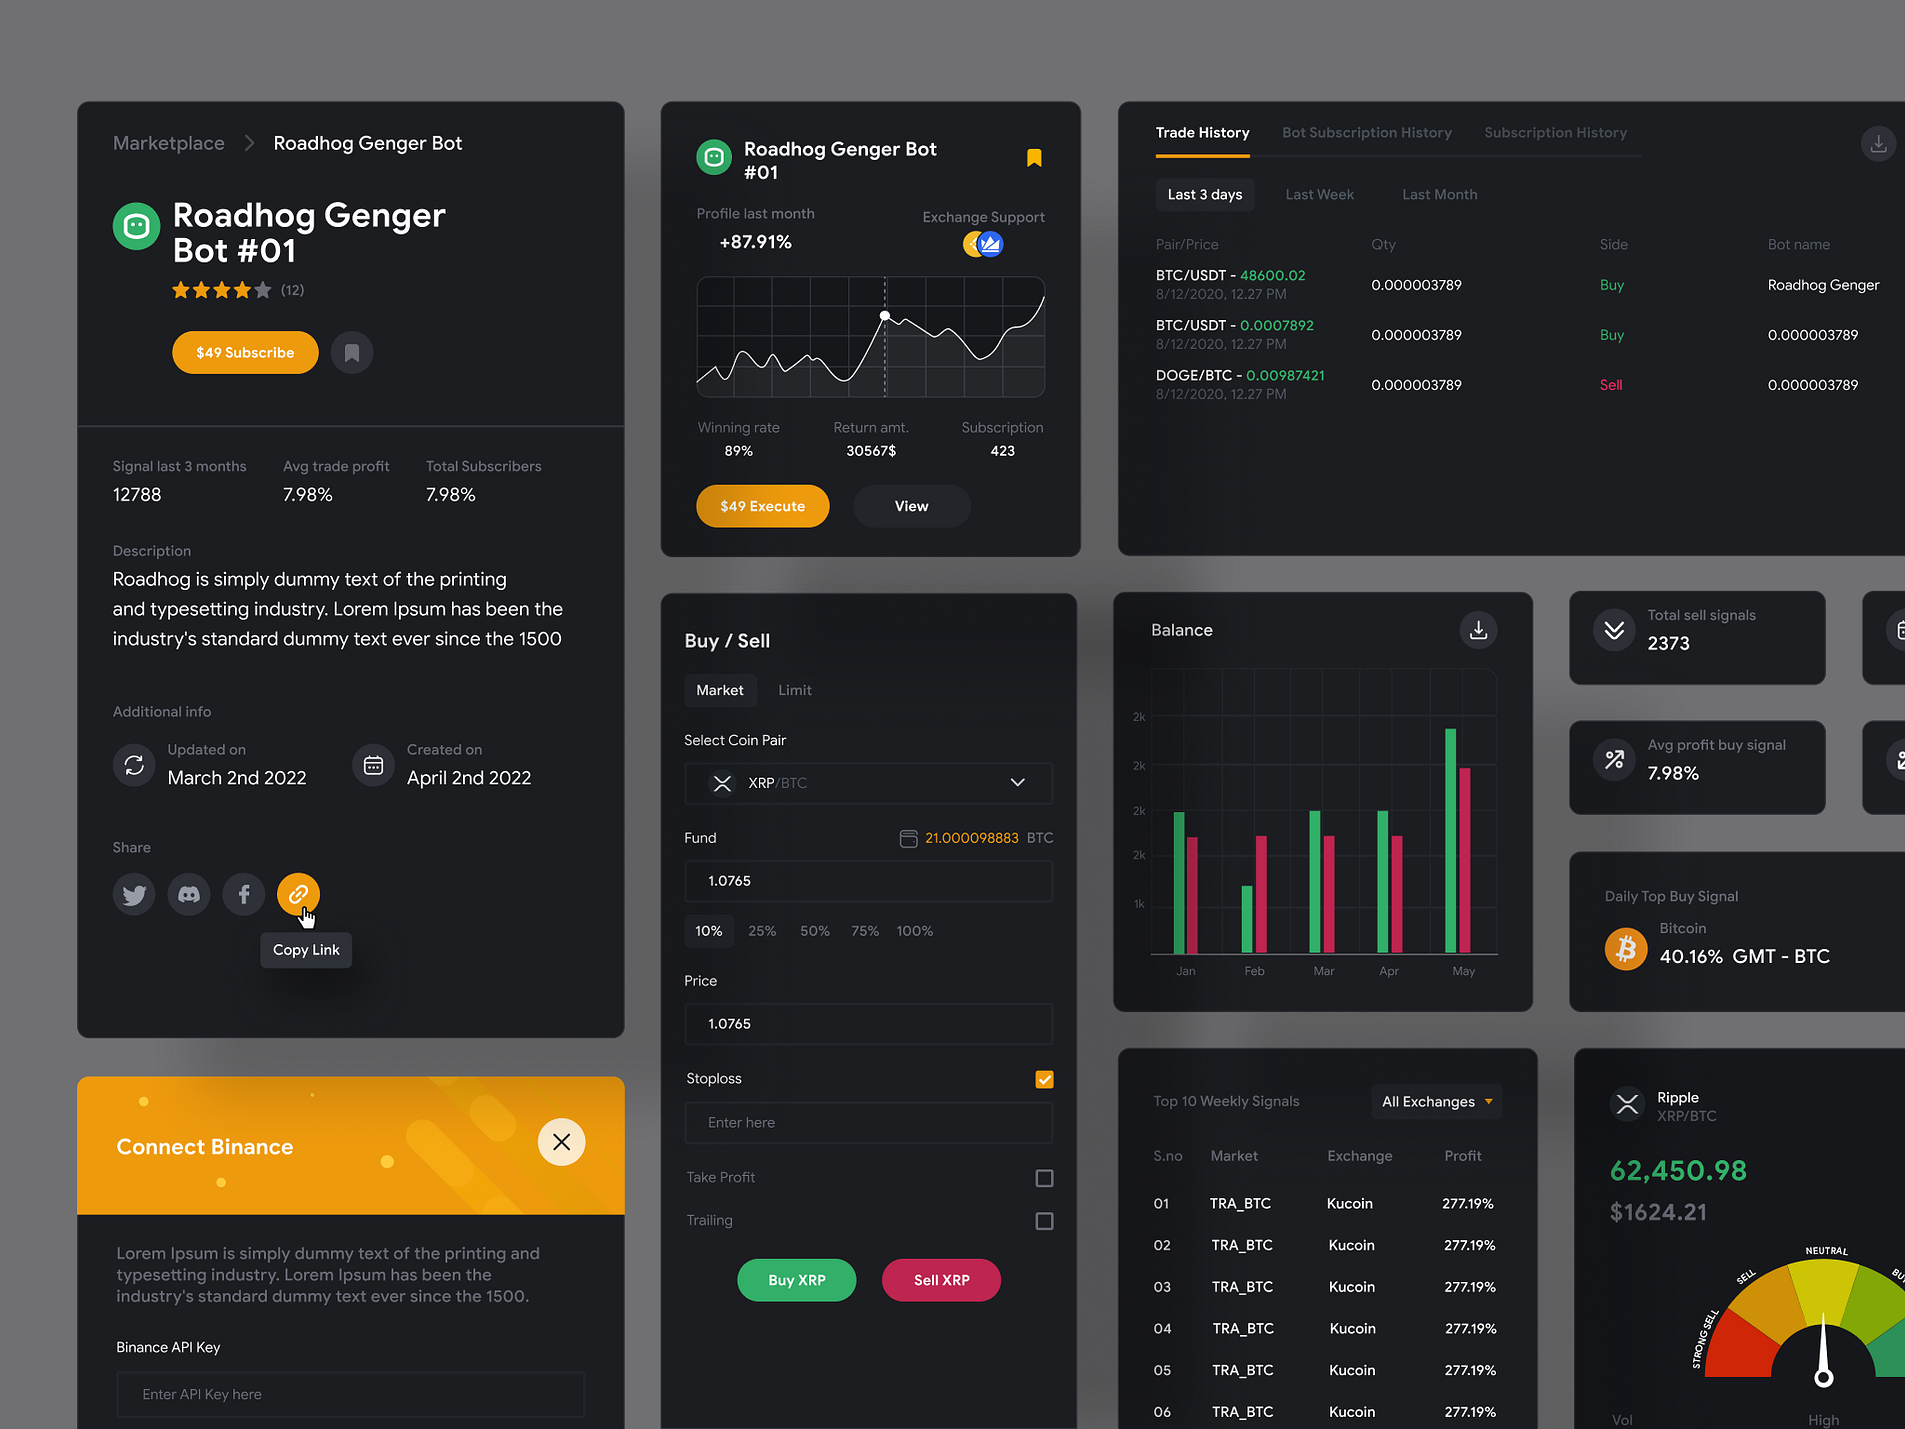 Marketplace > Roadhog Genger Bot
Roadhog Genger
Bot #01
(12)
$49 Subscribe
Signal last 3 months Avg trade profit Total Subscribers
12788 7.98% 7.98%
Description
Roadhog is simply dummy text of the printing
and typesetting industry. Lorem Ipsum has been the
industry's standard dummy text ever since the 1500
Additional info
Updated on
March 2nd 2022
Created on
April 2nd 2022
Share
Copy Link
Connect Binance
Lorem Ipsum is simply dummy text of the printing and
typesetting industry. Lorem Ipsum has been the
industry's standard dummy text ever since the 1500.
Binance API Key
Enter API Key here
Roadhog Genger Bot
#01
Profile last month
+87.91%
Exchange Support
Winning rate Return amt. Subscription
89% 30567$ 423
$49 Execute View
Buy / Sell
Market Limit
Select Coin Pair
XRP/BTC
Fund 21.000098883 BTC
1.0765
10% 25% 50% 75% 100%
Price
1.0765
Stoploss
Enter here
Take Profit
Trailing
Buy XRP Sell XRP
Trade History Bot Subscription History Subscription History
Last 3 days Last Week Last Month
Pair/Price Qty Side Bot name
BTC/USDT - 48600.02
8/12/2020, 12.27 PM
0.000003789 Buy Roadhog Genger
BTC/USDT - 0.0007892
8/12/2020, 12.27 PM
0.000003789 Buy 0.000003789
DOGE/BTC - 0.00987421
8/12/2020, 12.27 PM
0.000003789 Sell 0.000003789
Balance
2k
2k
2k
2k
1k
Jan Feb Mar Apr May
Total sell signals
2373
Avg profit buy signal
7.98%
Daily Top Buy Signal
Bitcoin
40.16% GMT - BTC
Top 10 Weekly Signals All Exchanges
S.no Market Exchange Profit
01 TRA_BTC Kucoin 277.19%
02 TRA_BTC Kucoin 277.19%
03 TRA_BTC Kucoin 277.19%
04 TRA_BTC Kucoin 277.19%
05 TRA_BTC Kucoin 277.19%
06 TRA_BTC Kucoin 277.19%
Ripple
XRP/BTC
62,450.98
$1624.21
STRONG SELL
SELL
NEUTRAL
Vol High